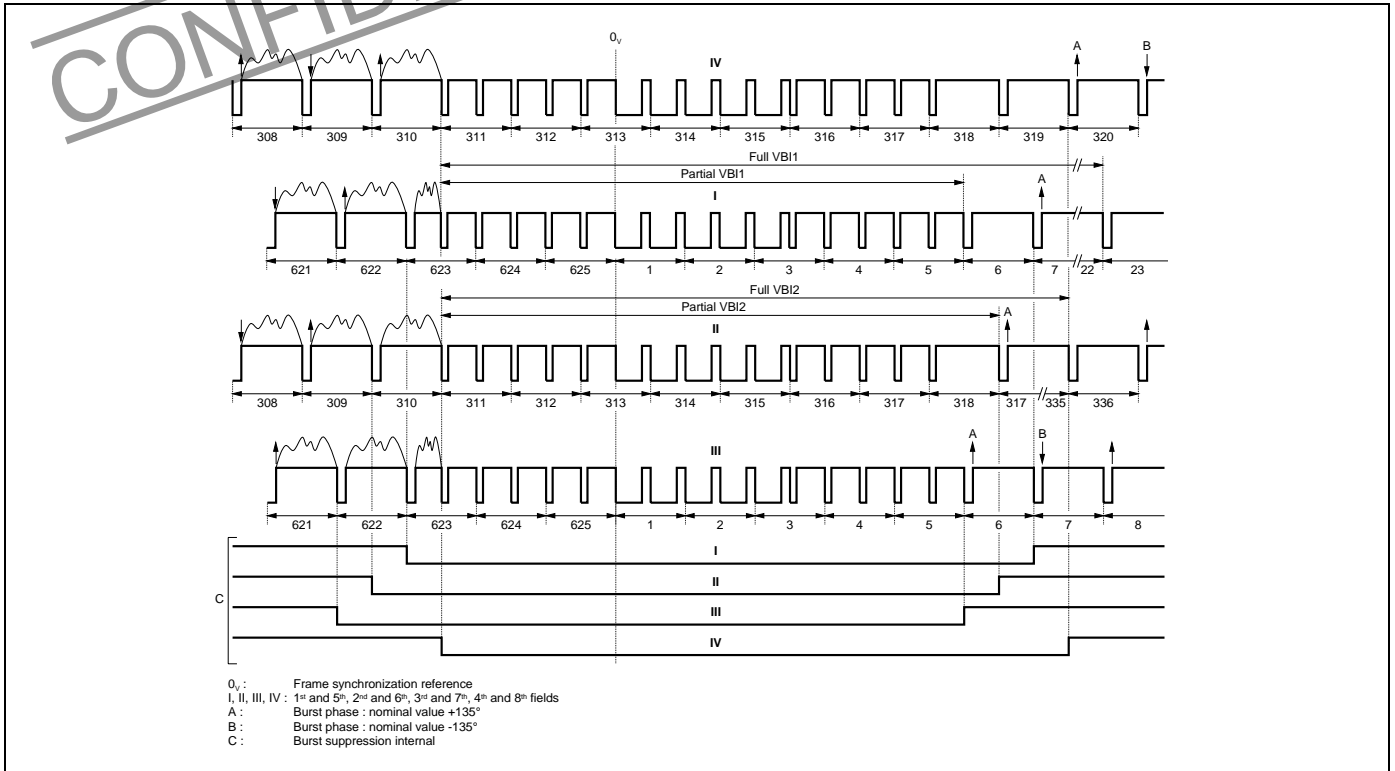 CONFID
0V
IV
A
B
308 309 310 311 312 313 314 315 316 317 318 319 320
Full VBI1
Partial VBI1
I
A
621 622 623 624 625 1 2 3 4 5 6 7 22 23
Full VBI2
Partial VBI2
II
A
308 309 310 311 312 313 314 315 316 317 318 317 335 336
III
A
B
621 622 623 624 625 1 2 3 4 5 6 7 8
I
II
C
III
IV
0V : Frame synchronization reference
I, II, III, IV : 1st and 5th, 2nd and 6th, 3rd and 7th, 4th and 8th fields
A : Burst phase : nominal value +135°
B : Burst phase : nominal value -135°
C : Burst suppression internal